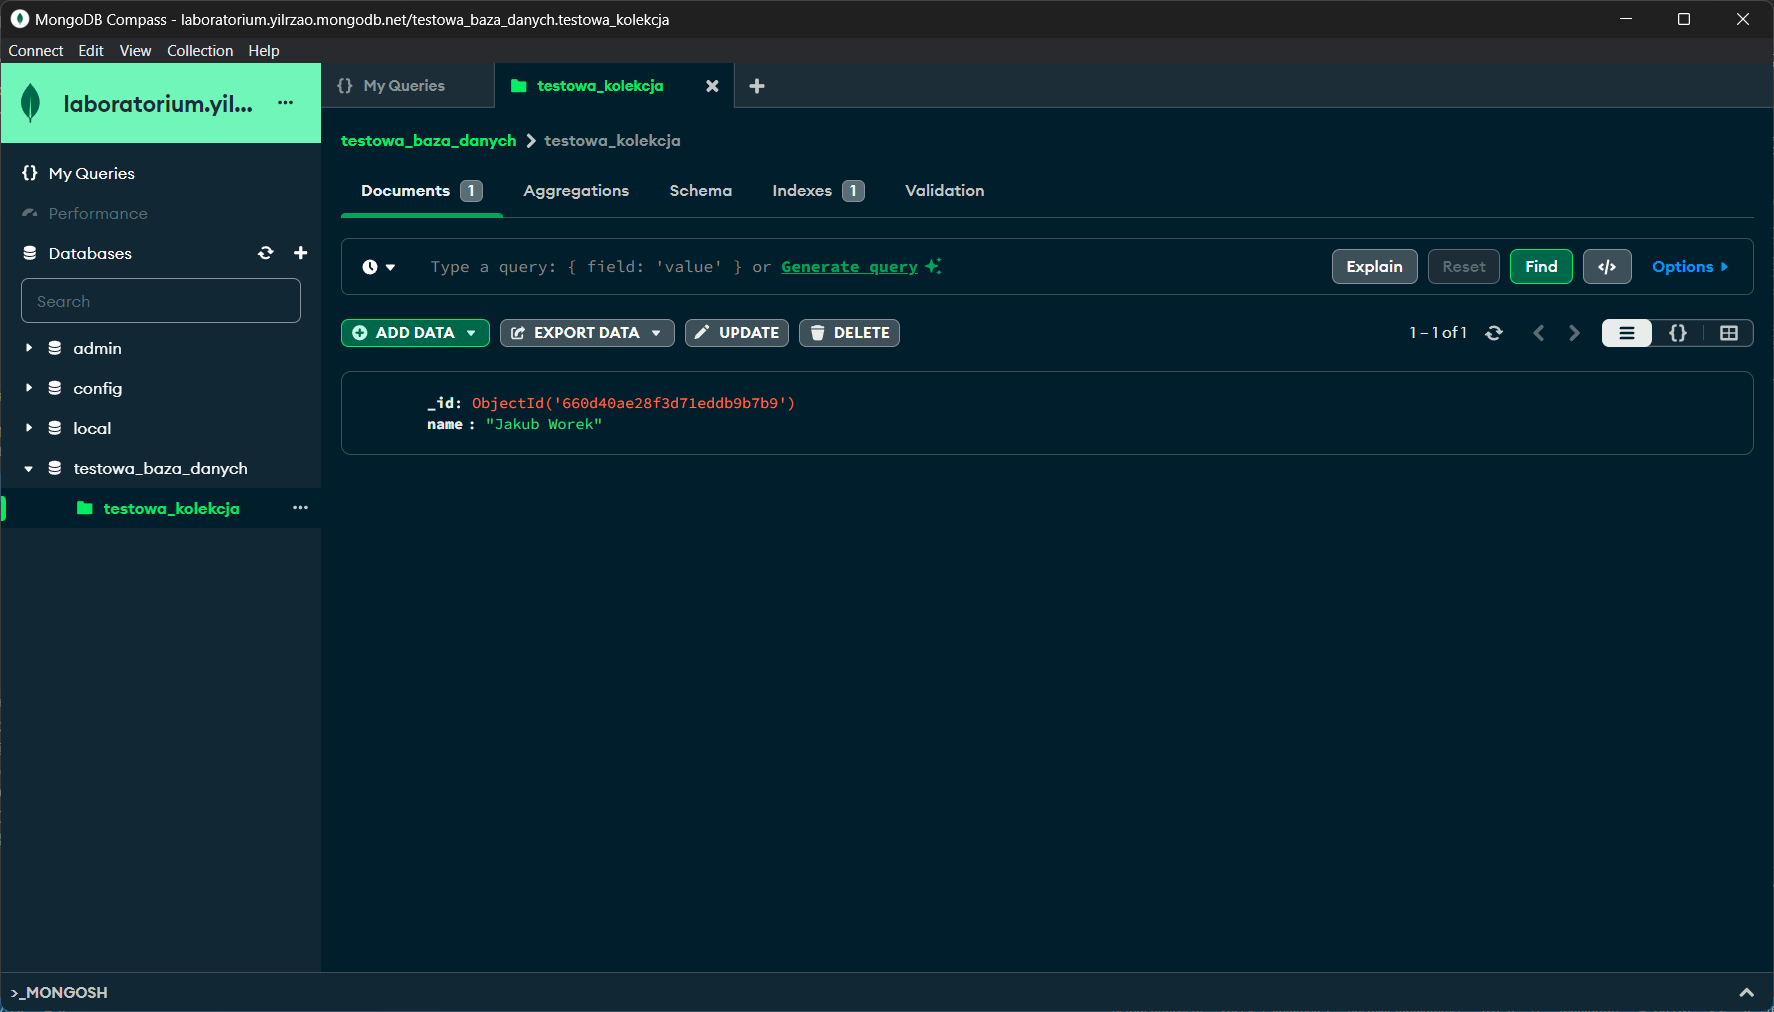 MongoDB Compass - laboratorium.yilrzao.mongodb.net/testowa_baza_danych.testowa_kolekcja
Connect Edit View Collection Help
laboratorium.yil...
{} My Queries
testowa_kolekcja
My Queries
Performance
Databases
Search
admin
config
local
testowa_baza_danych
testowa_kolekcja
testowa_baza_danych > testowa_kolekcja
Documents 1 Aggregations Schema Indexes 1 Validation
Type a query: { field: 'value' } or Generate query
Explain Reset Find </> Options
ADD DATA EXPORT DATA UPDATE DELETE
1 – 1 of 1
{}
_id: ObjectId('660d40ae28f3d71eddb9b7b9')
name : "Jakub Worek"
>_MONGOSH